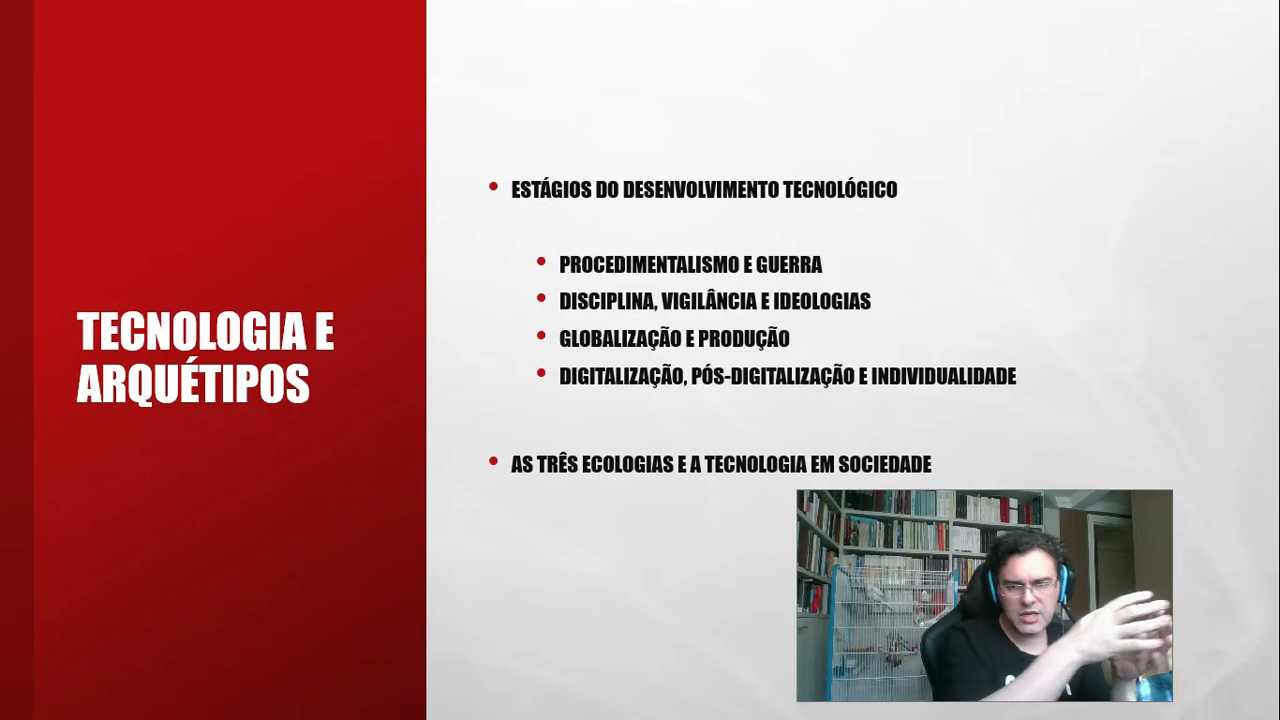 TECNOLOGIA E
ARQUÉTIPOS
ESTÁGIOS DO DESENVOLVIMENTO TECNOLÓGICO
PROCEDIMENTALISMO E GUERRA
DISCIPLINA, VIGILÂNCIA E IDEOLOGIAS
GLOBALIZAÇÃO E PRODUÇÃO
DIGITALIZAÇÃO, PÓS-DIGITALIZAÇÃO E INDIVIDUALIDADE
AS TRÊS ECOLOGIAS E A TECNOLOGIA EM SOCIEDADE